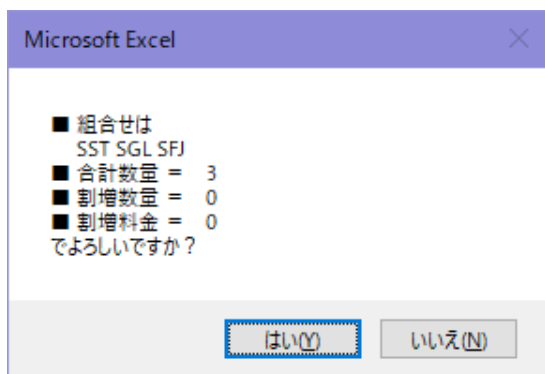 Microsoft Excel
■ 組合せは
SST SGL SFJ
■ 合計数量 = 3
■ 割増数量 = 0
■ 割増料金 = 0
でよろしいですか？
はい(Y) いいえ(N)